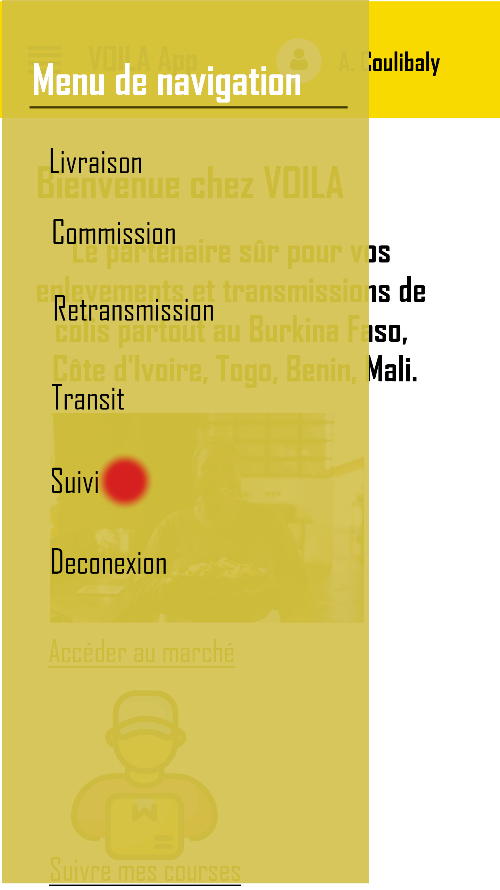 VOILA App
A. Coulibaly
Menu de navigation
Livraison
Bienvenue chez VOILA
Commission
Le partenaire sûr pour vos
enlevements et transmissions de
Retransmission
colis partout au Burkina Faso,
Côte d'Ivoire, Togo, Benin, Mali.
Transit
Suivi
Deconexion
Accéder au marché
Suivre mes courses